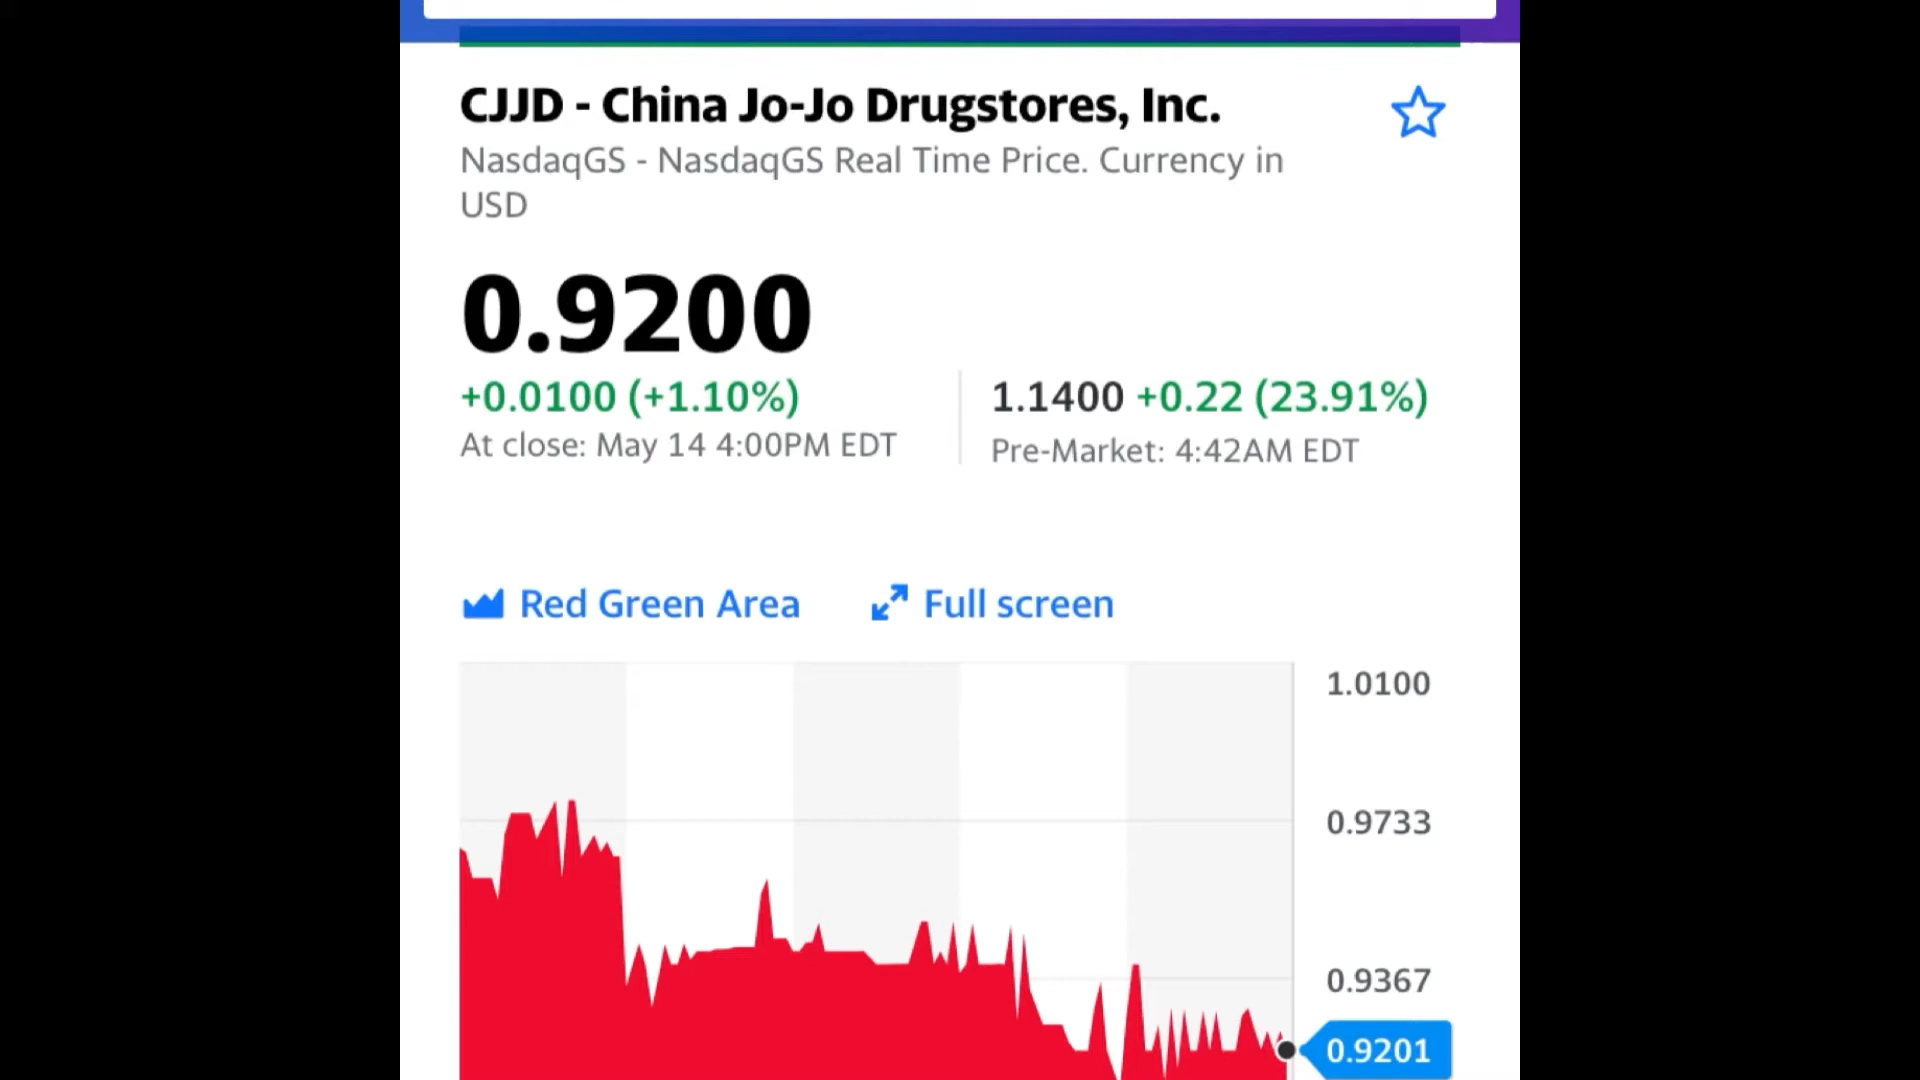 CJJD - China Jo-Jo Drugstores, Inc.
NasdaqGS - NasdaqGS Real Time Price. Currency in
USD
0.9200
+0.0100 (+1.10%)
At close: May 14 4:00PM EDT
1.1400 +0.22 (23.91%)
Pre-Market: 4:42AM EDT
Red Green Area
Full screen
1.0100
0.9733
0.9367
0.9201